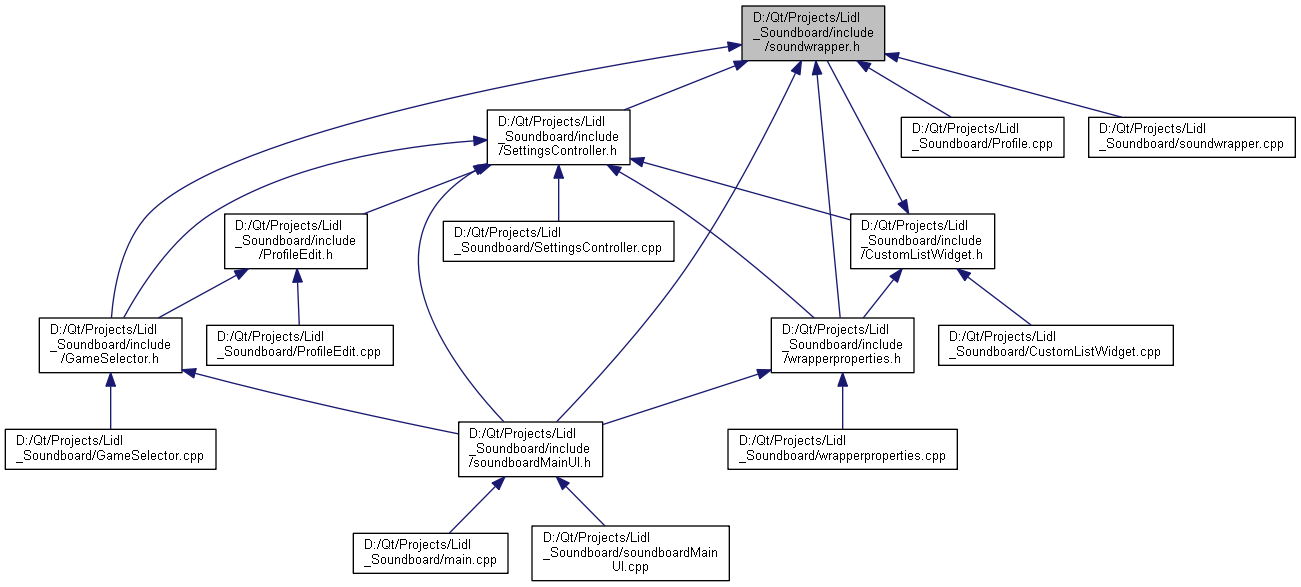 D:/Qt/Projects/Lidl
_Soundboard/include
/soundwrapper.h
D:/Qt/Projects/Lidl
_Soundboard/include
/SettingsController.h
D:/Qt/Projects/Lidl
_Soundboard/Profile.cpp
D:/Qt/Projects/Lidl
_Soundboard/soundwrapper.cpp
D:/Qt/Projects/Lidl
_Soundboard/include
/ProfileEdit.h
D:/Qt/Projects/Lidl
_Soundboard/SettingsController.cpp
D:/Qt/Projects/Lidl
_Soundboard/include
/CustomListWidget.h
D:/Qt/Projects/Lidl
_Soundboard/include
/GameSelector.h
D:/Qt/Projects/Lidl
_Soundboard/ProfileEdit.cpp
D:/Qt/Projects/Lidl
_Soundboard/include
/wrapperproperties.h
D:/Qt/Projects/Lidl
_Soundboard/CustomListWidget.cpp
D:/Qt/Projects/Lidl
_Soundboard/GameSelector.cpp
D:/Qt/Projects/Lidl
_Soundboard/include
/soundboardMainUI.h
D:/Qt/Projects/Lidl
_Soundboard/wrapperproperties.cpp
D:/Qt/Projects/Lidl
_Soundboard/main.cpp
D:/Qt/Projects/Lidl
_Soundboard/soundboardMain
UI.cpp